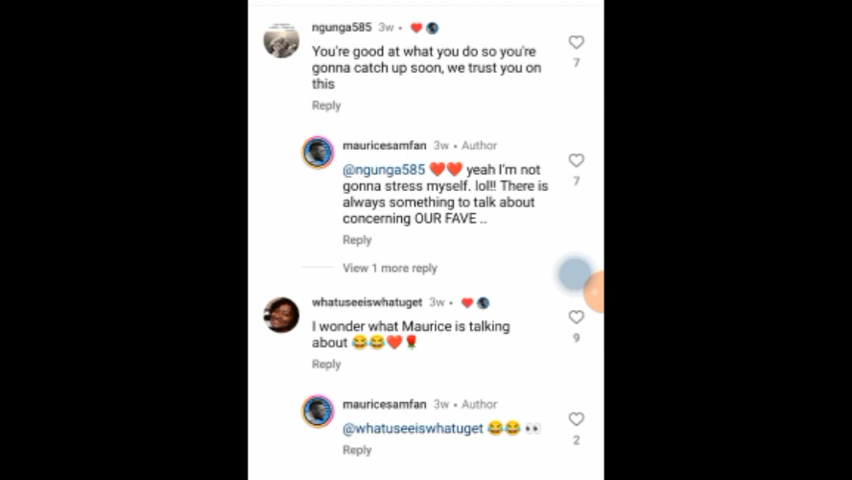 ngunga585 3w • ❤️🌎
You're good at what you do so you're
gonna catch up soon, we trust you on
this
7
Reply
mauricesamfan 3w • Author
@ngunga585 ❤️❤️ yeah I'm not
gonna stress myself. lol!! There is
always something to talk about
concerning OUR FAVE ..
7
Reply
View 1 more reply
whatuseeiswhatuget 3w • ❤️🌎
I wonder what Maurice is talking
about 😂😂❤️🌹
9
Reply
mauricesamfan 3w • Author
@whatuseeiswhatuget 😂😂 👀
2
Reply